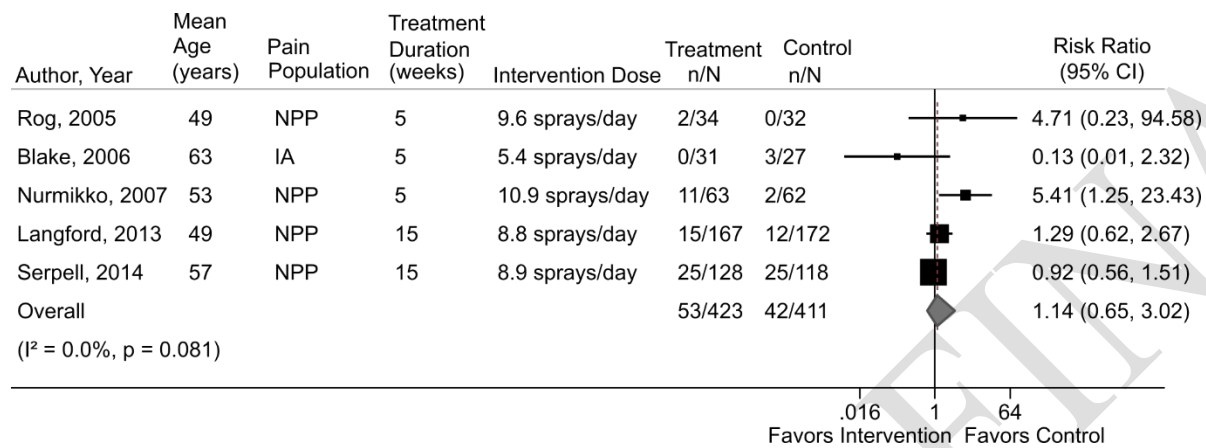 Author, Year Mean Age (years) Pain Population Treatment Duration (weeks) Intervention Dose Treatment n/N Control n/N Risk Ratio (95% CI)
Rog, 2005 49 NPP 5 9.6 sprays/day 2/34 0/32 4.71 (0.23, 94.58)
Blake, 2006 63 IA 5 5.4 sprays/day 0/31 3/27 0.13 (0.01, 2.32)
Nurmikko, 2007 53 NPP 5 10.9 sprays/day 11/63 2/62 5.41 (1.25, 23.43)
Langford, 2013 49 NPP 15 8.8 sprays/day 15/167 12/172 1.29 (0.62, 2.67)
Serpell, 2014 57 NPP 15 8.9 sprays/day 25/128 25/118 0.92 (0.56, 1.51)
Overall 53/423 42/411 1.14 (0.65, 3.02)
(I² = 0.0%, p = 0.081)
.016 1 64
Favors Intervention Favors Control